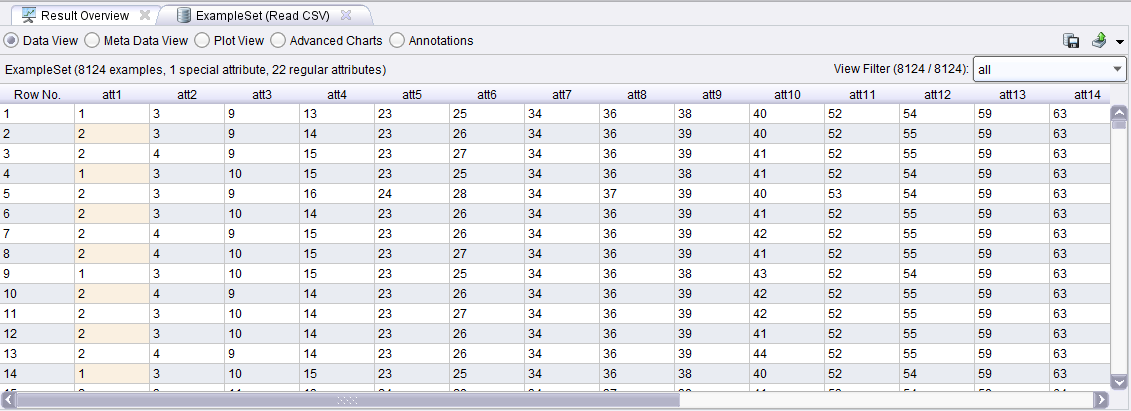 Result Overview ExampleSet (Read CSV)
Data View Meta Data View Plot View Advanced Charts Annotations
ExampleSet (8124 examples, 1 special attribute, 22 regular attributes) View Filter (8124 / 8124): all
Row No. att1 att2 att3 att4 att5 att6 att7 att8 att9 att10 att11 att12 att13 att14
1 1 3 9 13 23 25 34 36 38 40 52 54 59 63
2 2 3 9 14 23 26 34 36 39 40 52 55 59 63
3 2 4 9 15 23 27 34 36 39 41 52 55 59 63
4 1 3 10 15 23 25 34 36 38 41 52 54 59 63
5 2 3 9 16 24 28 34 37 39 40 53 54 59 63
6 2 3 10 14 23 26 34 36 39 41 52 55 59 63
7 2 4 9 15 23 26 34 36 39 42 52 55 59 63
8 2 4 10 15 23 27 34 36 39 41 52 55 59 63
9 1 3 10 15 23 25 34 36 38 43 52 54 59 63
10 2 4 9 14 23 26 34 36 39 42 52 55 59 63
11 2 3 10 14 23 27 34 36 39 42 52 55 59 63
12 2 3 10 14 23 26 34 36 39 41 52 55 59 63
13 2 4 9 14 23 26 34 36 39 44 52 55 59 63
14 1 3 10 15 23 25 34 36 38 40 52 54 59 63